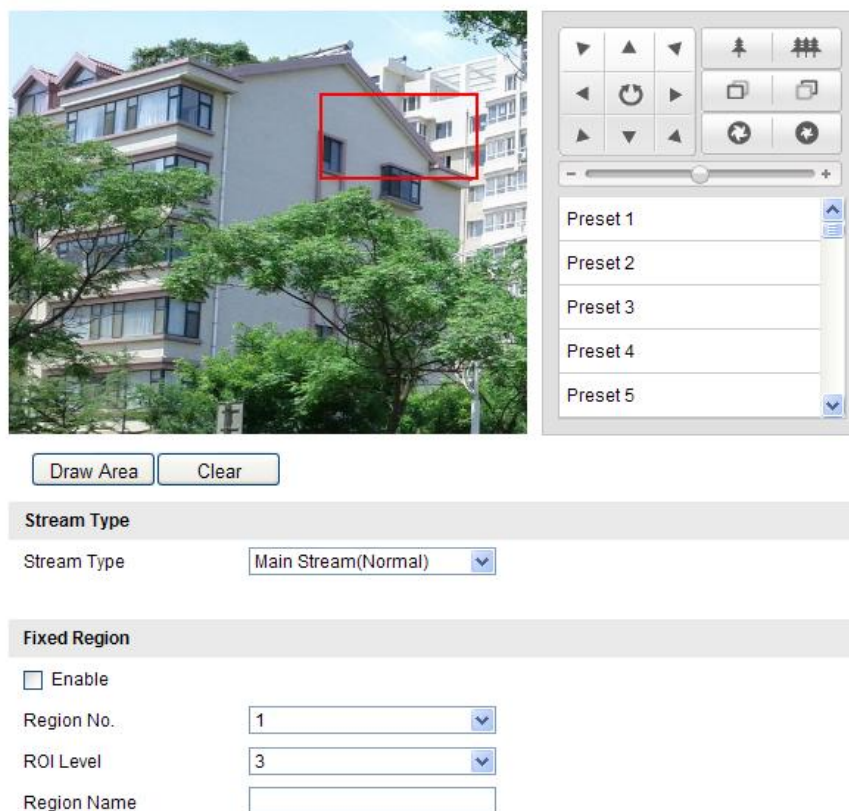 Preset 1
Preset 2
Preset 3
Preset 4
Preset 5
Draw Area Clear
Stream Type
Stream Type Main Stream(Normal)
Fixed Region
Enable
Region No. 1
ROI Level 3
Region Name